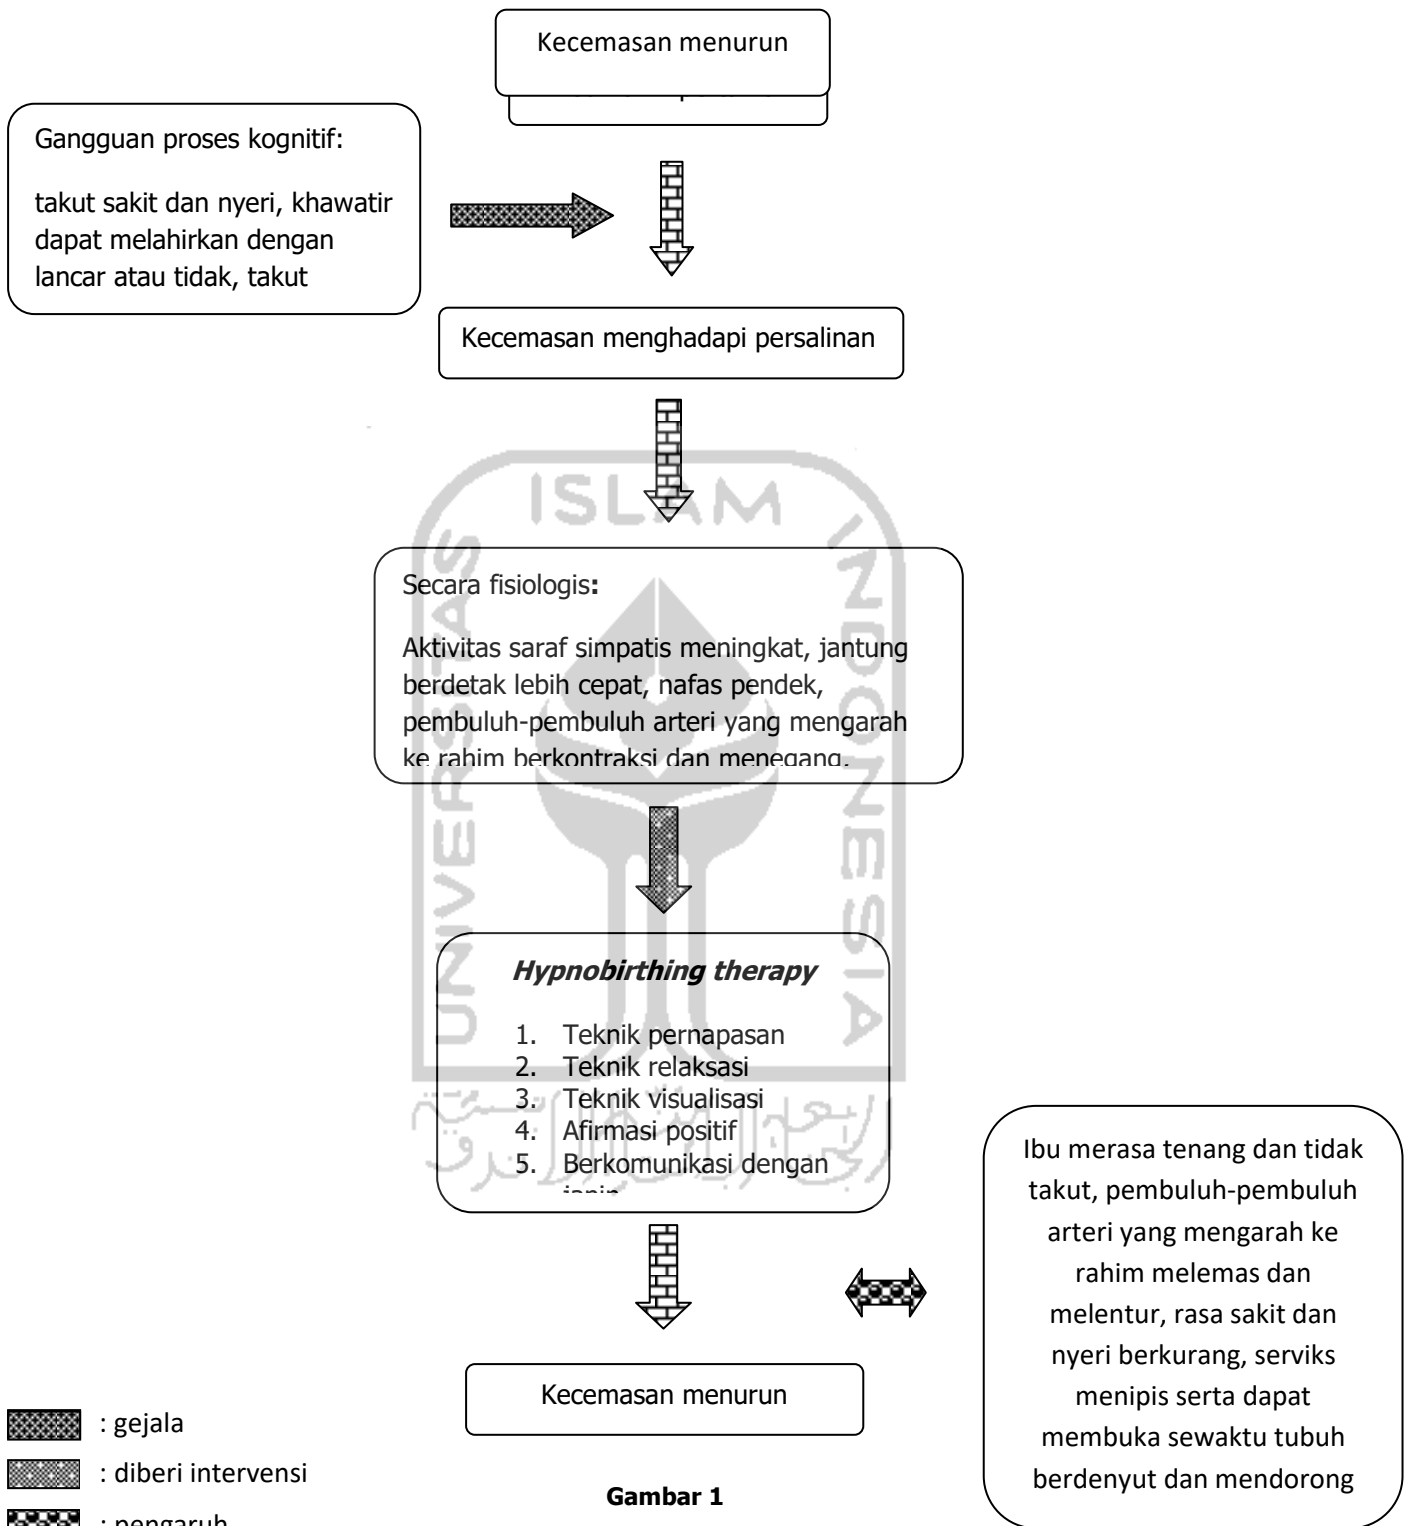 Kecemasan menurun
Gangguan proses kognitif:
takut sakit dan nyeri, khawatir
dapat melahirkan dengan
lancar atau tidak, takut
Kecemasan menghadapi persalinan
ISLAM
UNIVERSITAS
INDONESIA
Secara fisiologis:
Aktivitas saraf simpatis meningkat, jantung
berdetak lebih cepat, nafas pendek,
pembuluh-pembuluh arteri yang mengarah
ke rahim berkontraksi dan menegang.
Hypnobirthing therapy
1. Teknik pernapasan
2. Teknik relaksasi
3. Teknik visualisasi
4. Afirmasi positif
5. Berkomunikasi dengan
janin
Ibu merasa tenang dan tidak
takut, pembuluh-pembuluh
arteri yang mengarah ke
rahim melemas dan
melentur, rasa sakit dan
nyeri berkurang, serviks
menipis serta dapat
membuka sewaktu tubuh
berdenyut dan mendorong
Kecemasan menurun
: gejala
: diberi intervensi
: pengaruh
Gambar 1